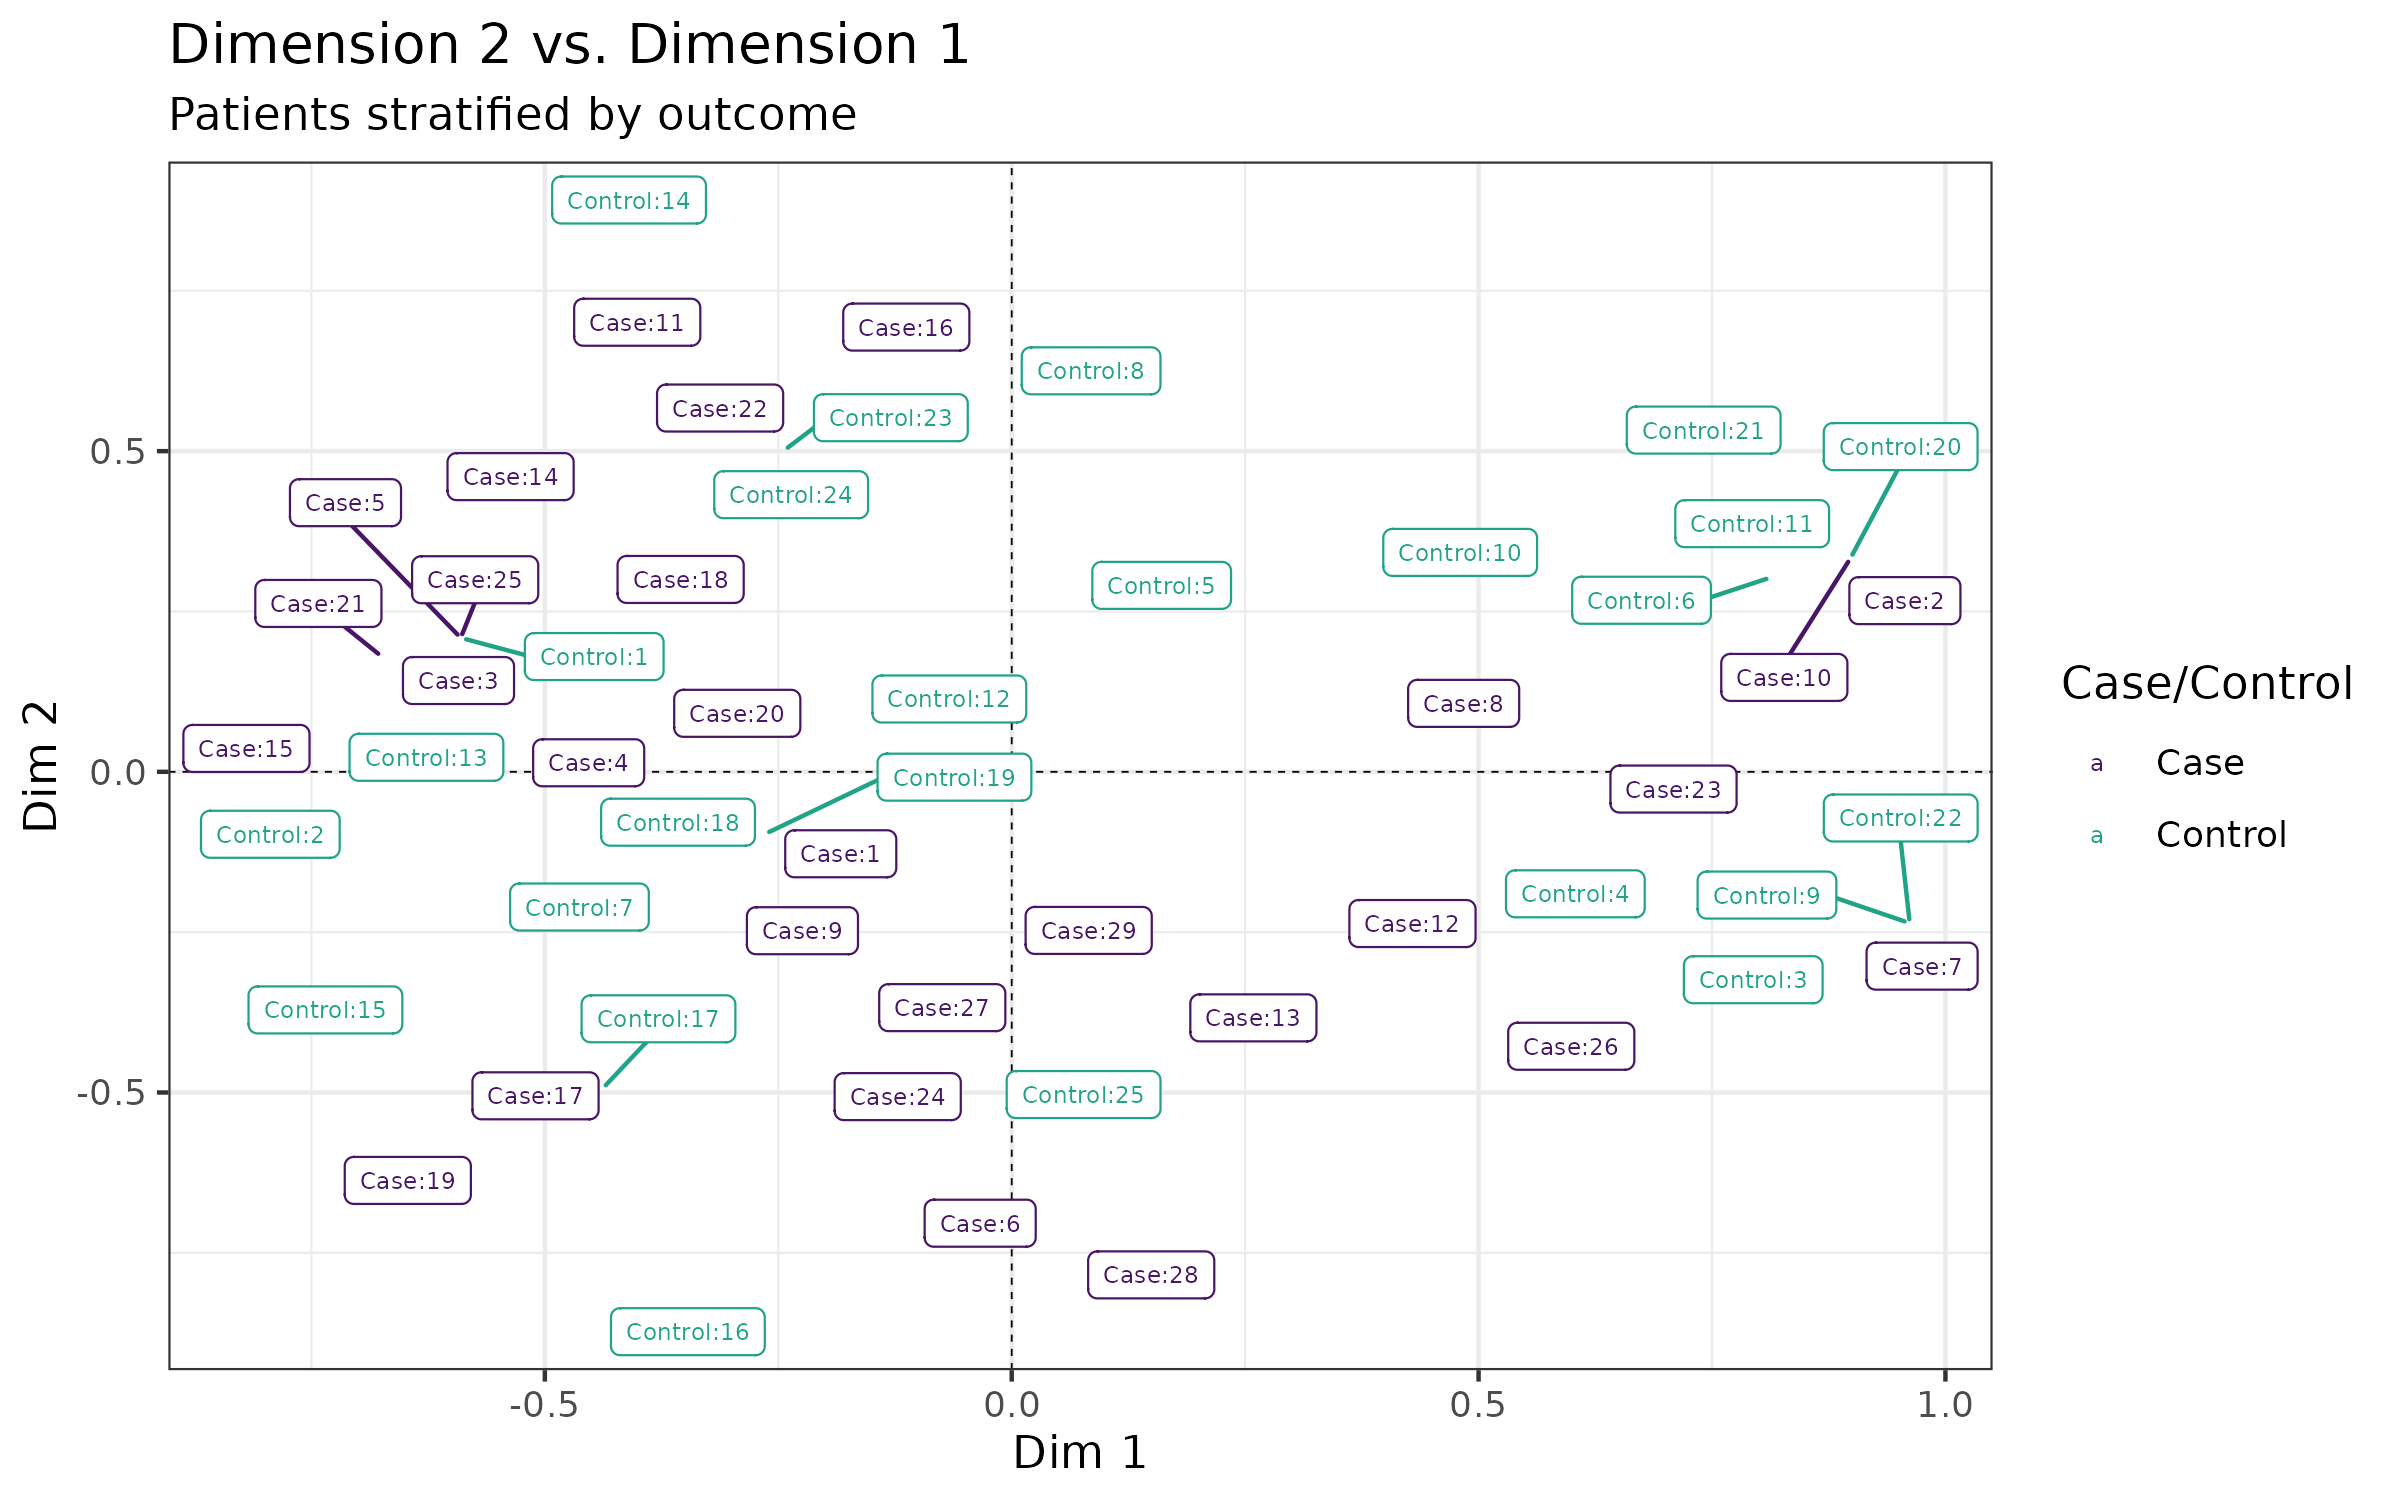 Dimension 2 vs. Dimension 1
Patients stratified by outcome
Control:14
Case:11
Case:16
Control:8
Case:22
Control:23
Control:21
Control:20
0.5
Case:14
Control:24
Case:5
Control:11
Control:10
Case:25
Case:18
Control:5
Case:21
Control:6
Case:2
Control:1
Case:3
Case:10
Control:12
Case:8
Case:20
Case:15
Control:13
Case:4
0.0
Control:19
Case:23
Control:2
Control:18
Control:22
Case:1
Control:7
Case:9
Case:29
Case:12
Control:4
Control:9
Case:7
Control:3
Control:15
Control:17
Case:27
Case:13
Case:26
-0.5
Case:17
Case:24
Control:25
Case:19
Case:6
Case:28
Control:16
-0.5 0.0 0.5 1.0
Dim 1
Dim 2
Case/Control
a Case
a Control